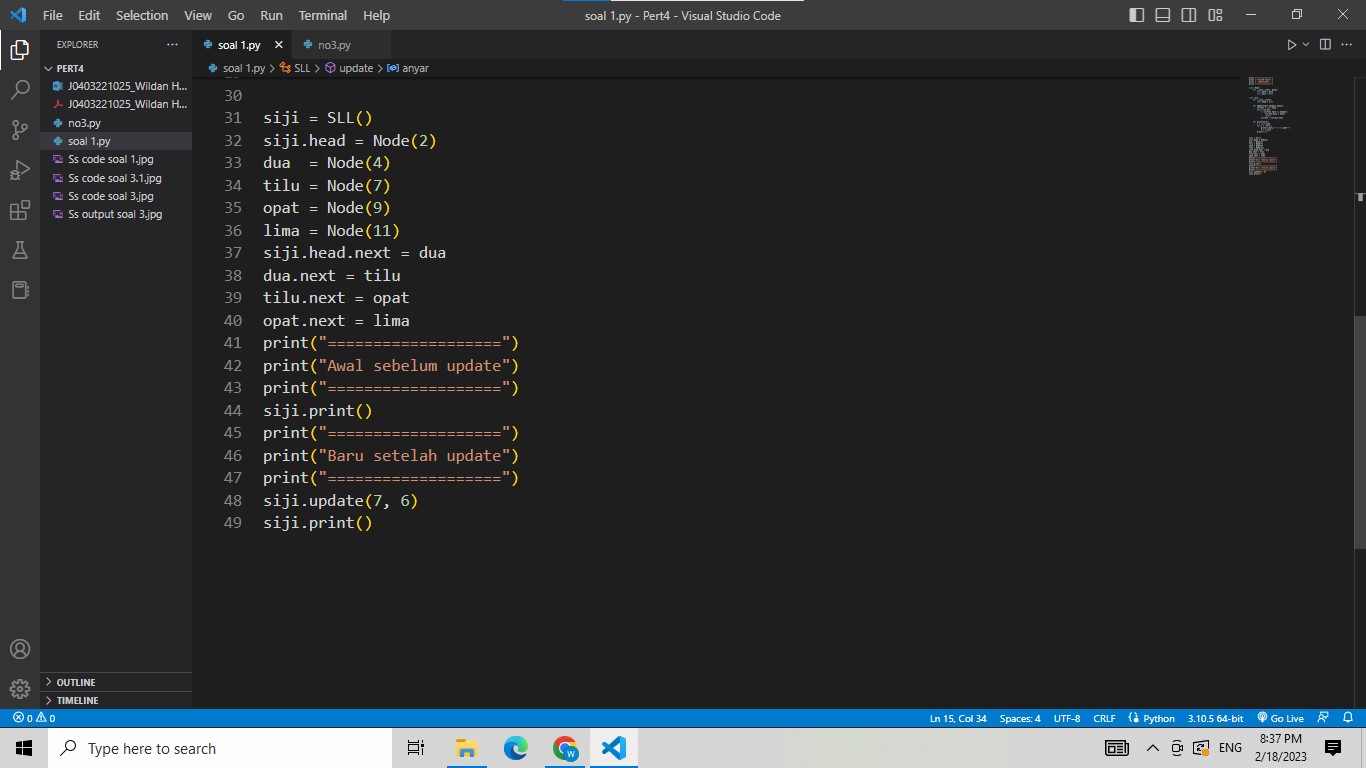 File Edit Selection View Go Run Terminal Help
soal 1.py - Pert4 - Visual Studio Code
EXPLORER
PERT4
J0403221025_Wildan H...
J0403221025_Wildan H...
no3.py
soal 1.py
Ss code soal 1.jpg
Ss code soal 3.1.jpg
Ss code soal 3.jpg
Ss output soal 3.jpg
OUTLINE
TIMELINE
soal 1.py no3.py
soal 1.py > SLL > update > anyar
30
31 siji = SLL()
32 siji.head = Node(2)
33 dua  = Node(4)
34 tilu = Node(7)
35 opat = Node(9)
36 lima = Node(11)
37 siji.head.next = dua
38 dua.next = tilu
39 tilu.next = opat
40 opat.next = lima
41 print("===================")
42 print("Awal sebelum update")
43 print("===================")
44 siji.print()
45 print("===================")
46 print("Baru setelah update")
47 print("===================")
48 siji.update(7, 6)
49 siji.print()
0 0 Ln 15, Col 34 Spaces: 4 UTF-8 CRLF Python 3.10.5 64-bit Go Live
Type here to search
W
ENG
8:37 PM
2/18/2023